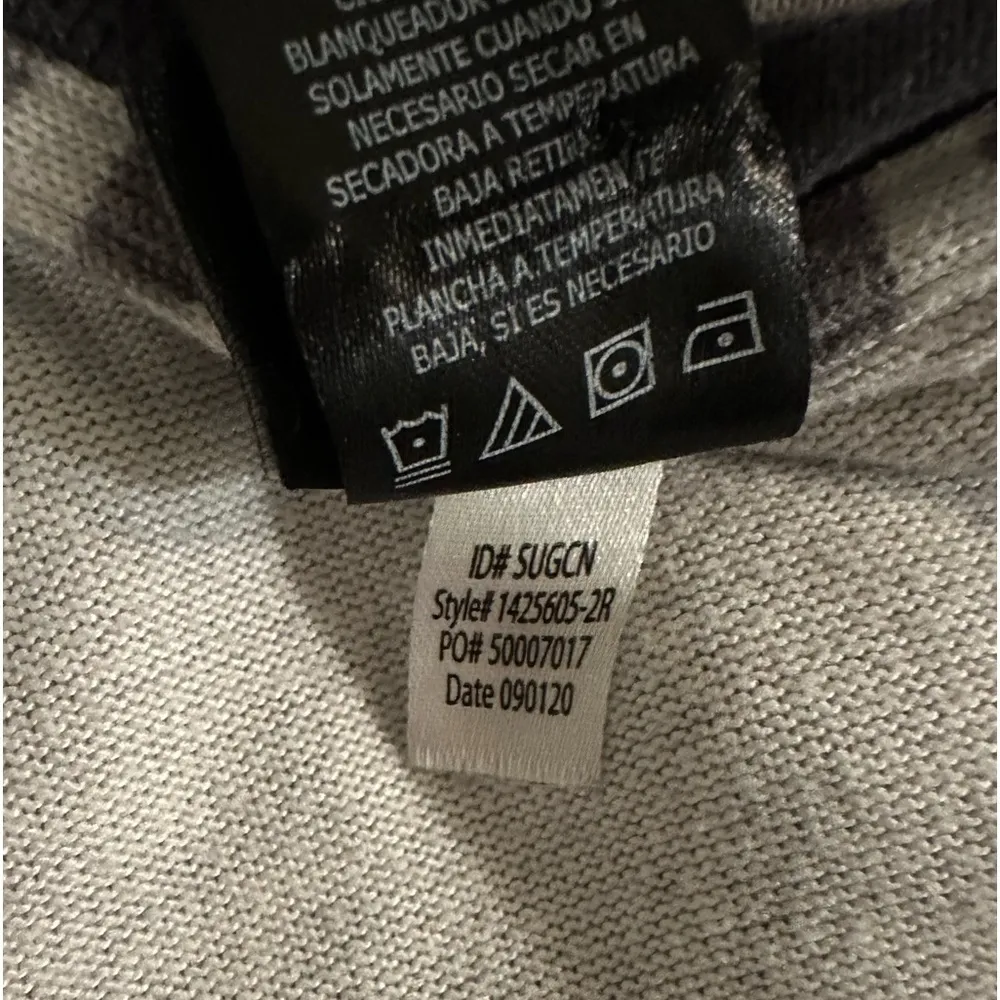 BLANQUEADOR
SOLAMENTE CUANDO
NECESARIO SECAR EN
SECADORA A TEMPERATURA
BAJA
INMEDIATAMENTE
PLANCHA A TEMPERATURA
BAJA, SI ES NECESARIO
ID# SUGCN
Style# 1425605-2R
PO# 50007017
Date 090120